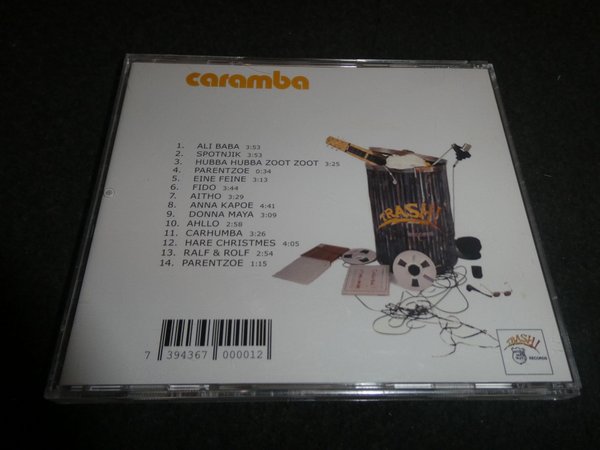 caramba
1. ALI BABA 3:53
2. SPOTNJIK 3:53
3. HUBBA HUBBA ZOOT ZOOT 3:25
4. PARENTZOE 0:34
5. EINE FEINE 3:13
6. FIDO 3:44
7. AITHO 3:29
8. ANNA KAPOE 4:41
9. DONNA MAYA 3:09
10. AHLLO 2:58
11. CARHUMBA 3:26
12. HARE CHRISTMES 4:05
13. RALF & ROLF 2:54
14. PARENTZOE 1:15
TRASH!
RECORDS
7 394367 000012
TRASH!
RECORDS